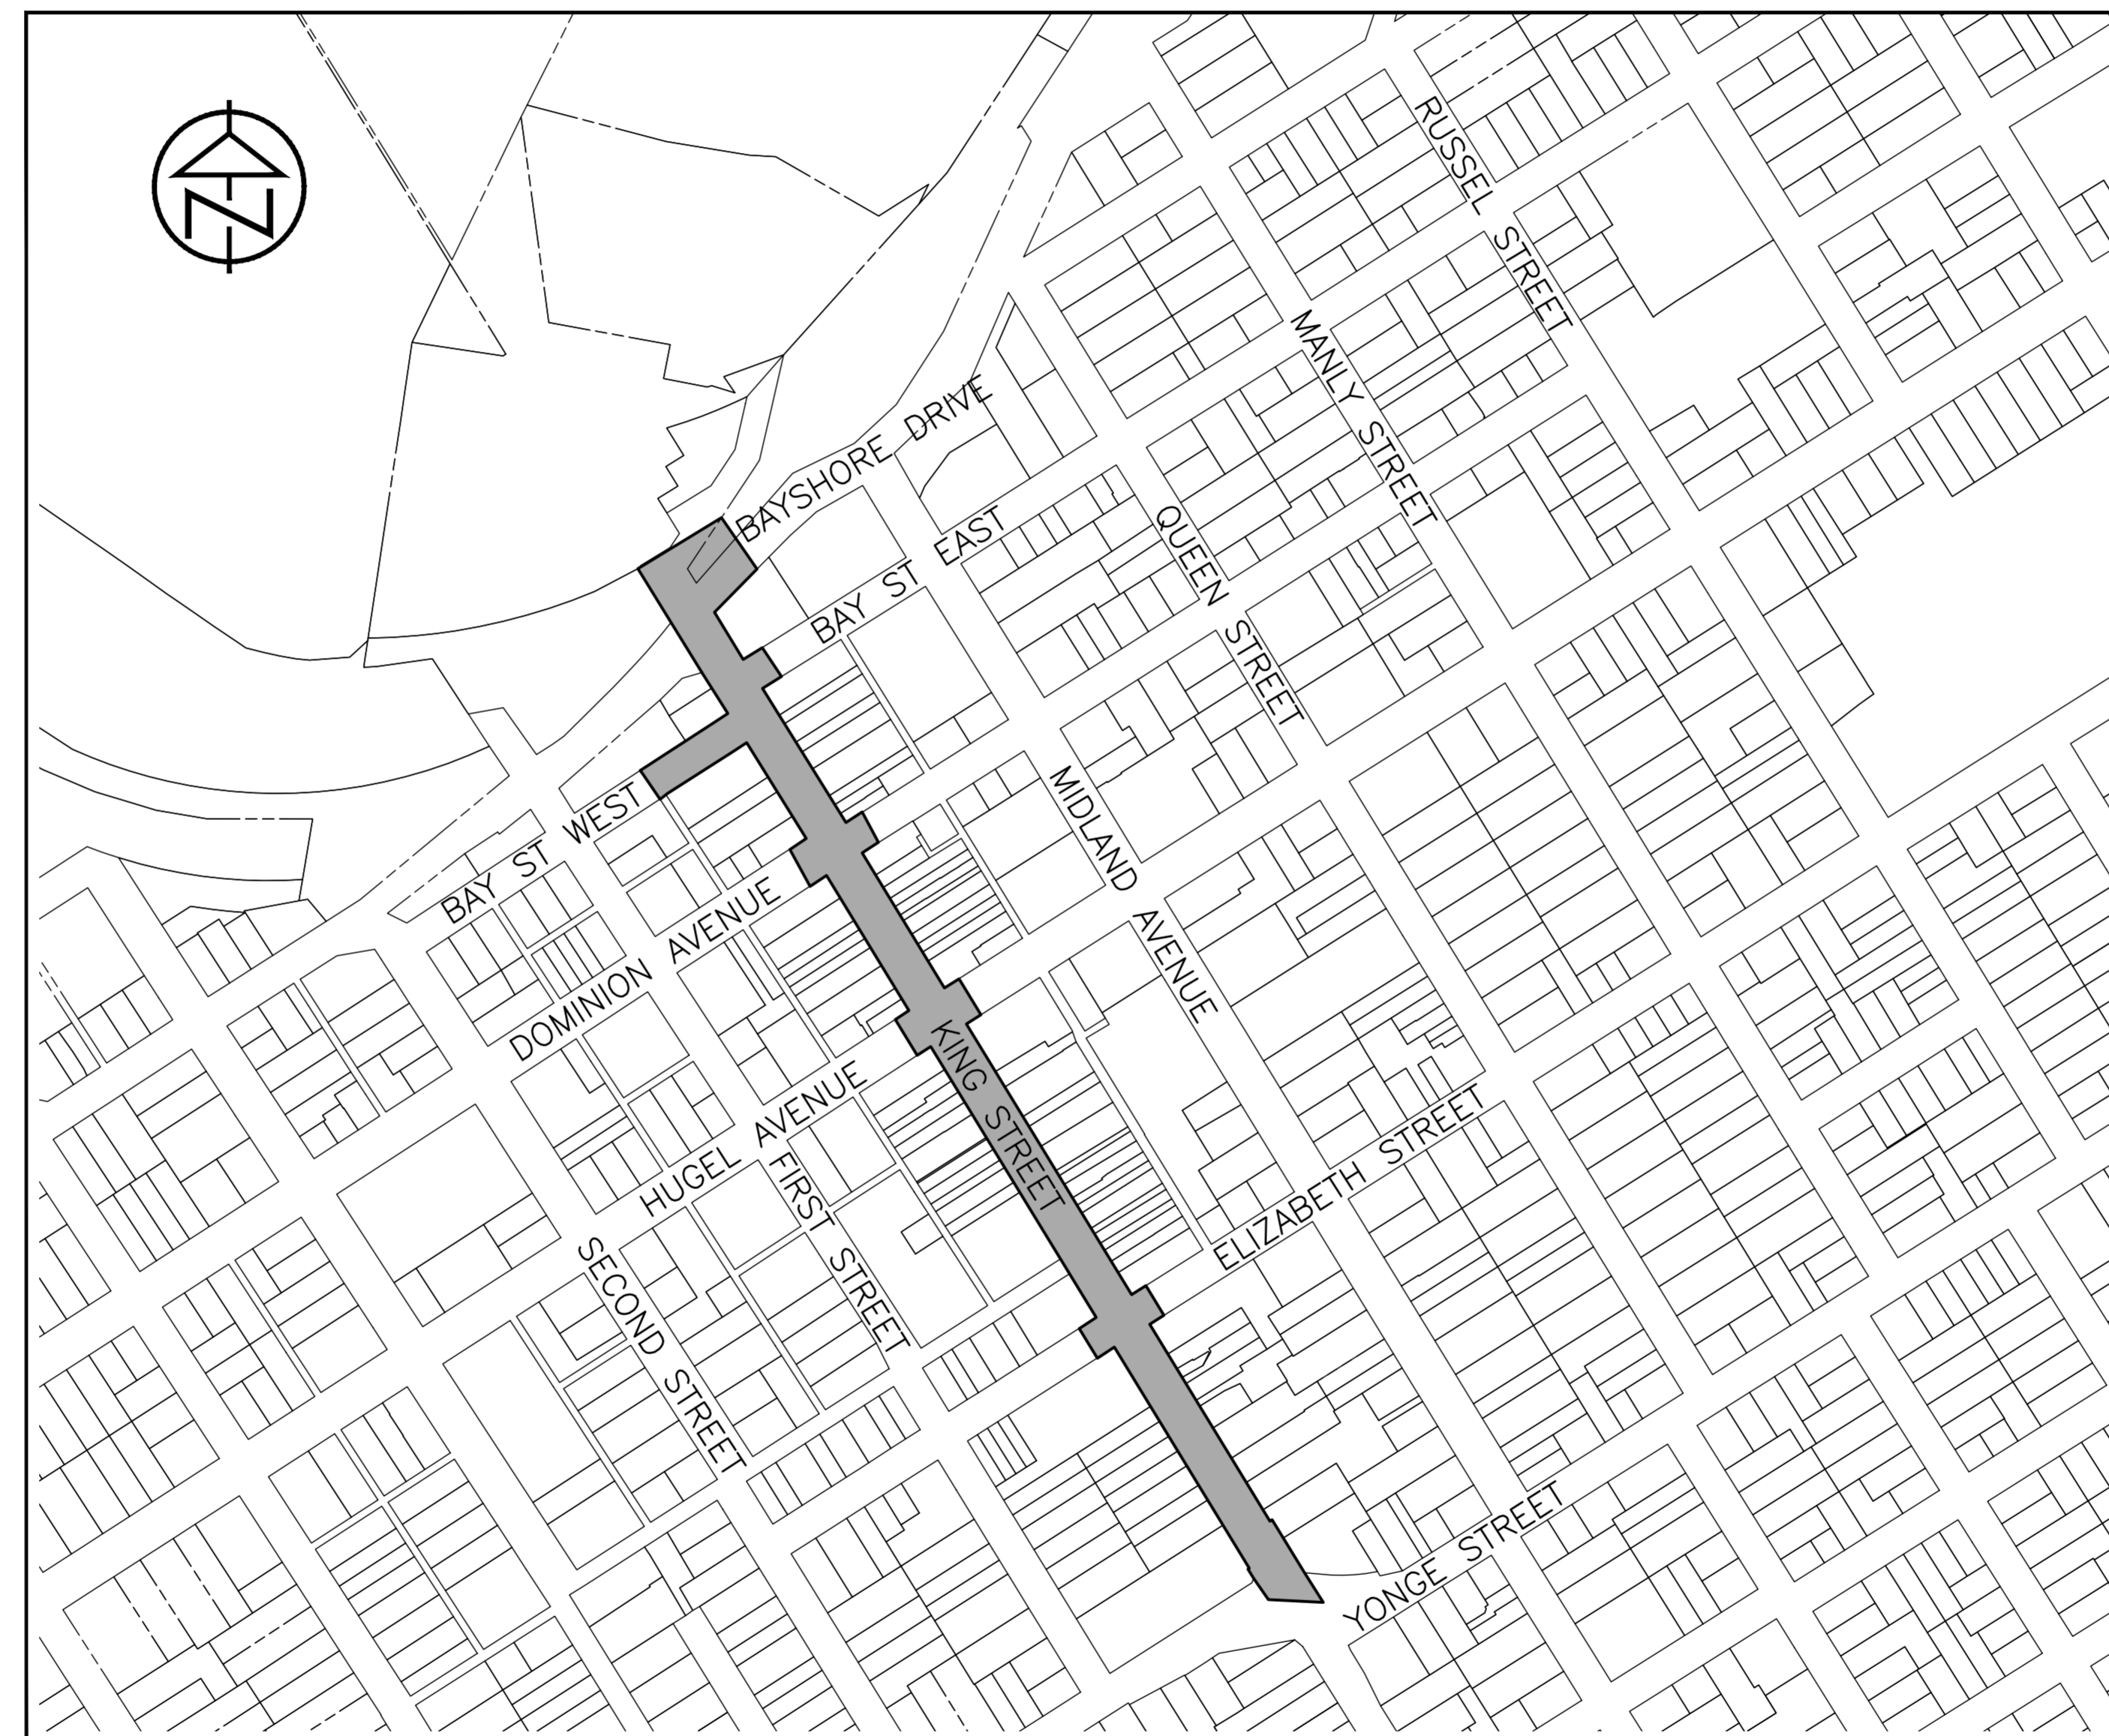 N
RUSSEL STREET
MANLY STREET
BAYSHORE DRIVE
BAY ST EAST
QUEEN STREET
MIDLAND AVENUE
BAY ST WEST
DOMINION AVENUE
KING STREET
HUGEL AVENUE
FIRST STREET
ELIZABETH STREET
SECOND STREET
YONGE STREET